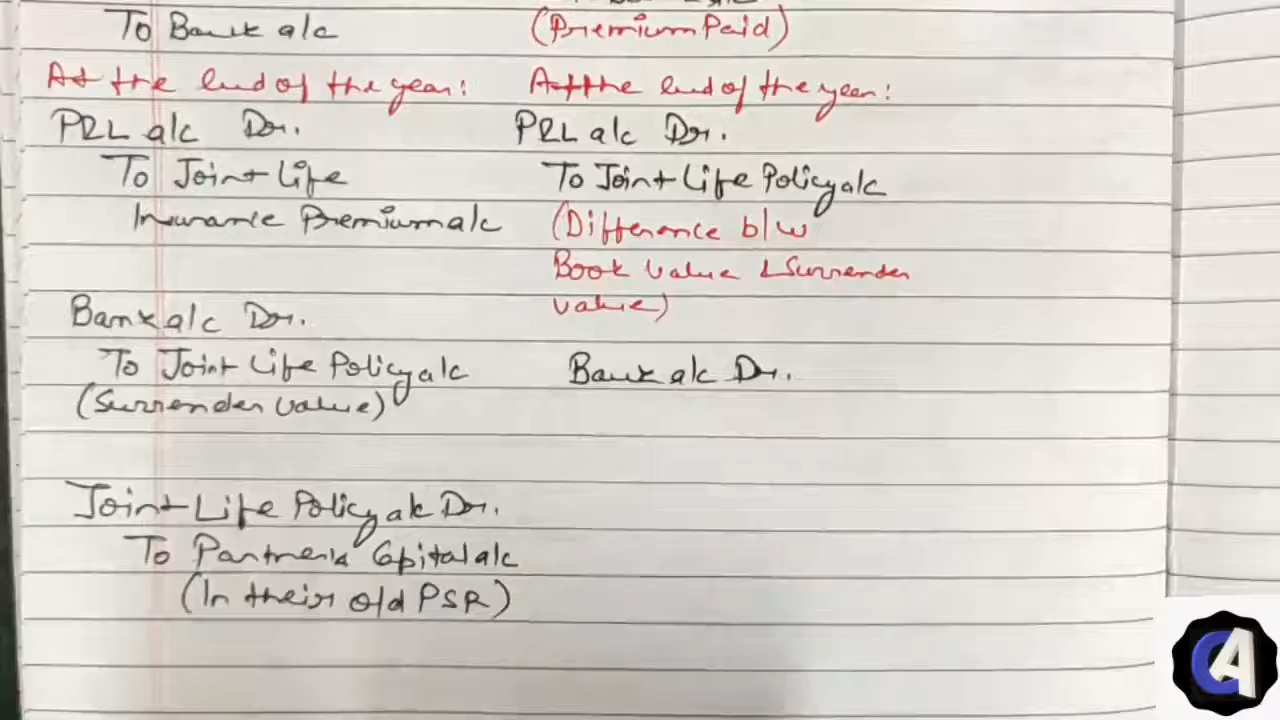 To Bank a/c (Premium Paid)
At the end of the year: At the end of the year:
P&L a/c Dr. P&L a/c Dr.
To Joint Life To Joint Life Policy a/c
Insurance Premium a/c (Difference b/w
Book value & Surrender
value)
Bank a/c Dr.
To Joint Life Policy a/c Bank a/c Dr.
(Surrender value)
Joint Life Policy a/c Dr.
To Partners' Capital a/c
(In their old PSR)
CA